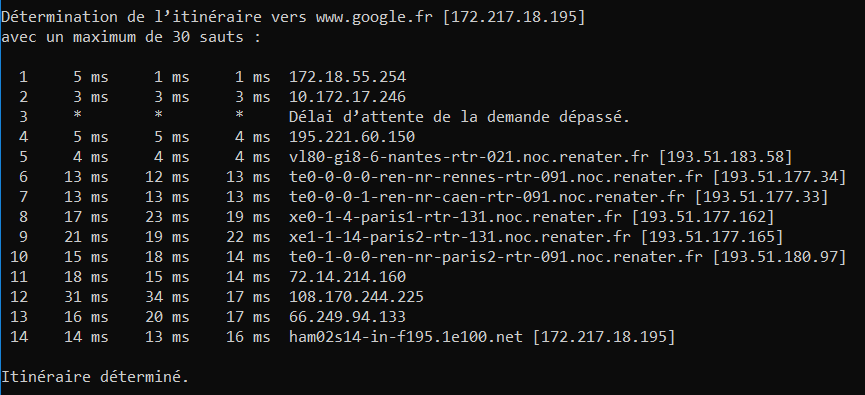 Détermination de l’itinéraire vers www.google.fr [172.217.18.195]
avec un maximum de 30 sauts :
1 5 ms 1 ms 1 ms 172.18.55.254
2 3 ms 3 ms 3 ms 10.172.17.246
3 * * * Délai d’attente de la demande dépassé.
4 5 ms 5 ms 4 ms 195.221.60.150
5 4 ms 4 ms 4 ms vl80-gi8-6-nantes-rtr-021.noc.renater.fr [193.51.183.58]
6 13 ms 12 ms 13 ms te0-0-0-0-ren-nr-rennes-rtr-091.noc.renater.fr [193.51.177.34]
7 13 ms 13 ms 13 ms te0-0-0-1-ren-nr-caen-rtr-091.noc.renater.fr [193.51.177.33]
8 17 ms 23 ms 19 ms xe0-1-4-paris1-rtr-131.noc.renater.fr [193.51.177.162]
9 21 ms 19 ms 22 ms xe1-1-14-paris2-rtr-131.noc.renater.fr [193.51.177.165]
10 15 ms 18 ms 14 ms te0-1-0-0-ren-nr-paris2-rtr-091.noc.renater.fr [193.51.180.97]
11 18 ms 15 ms 14 ms 72.14.214.160
12 31 ms 34 ms 17 ms 108.170.244.225
13 16 ms 20 ms 17 ms 66.249.94.133
14 14 ms 13 ms 16 ms ham02s14-in-f195.1e100.net [172.217.18.195]
Itinéraire déterminé.